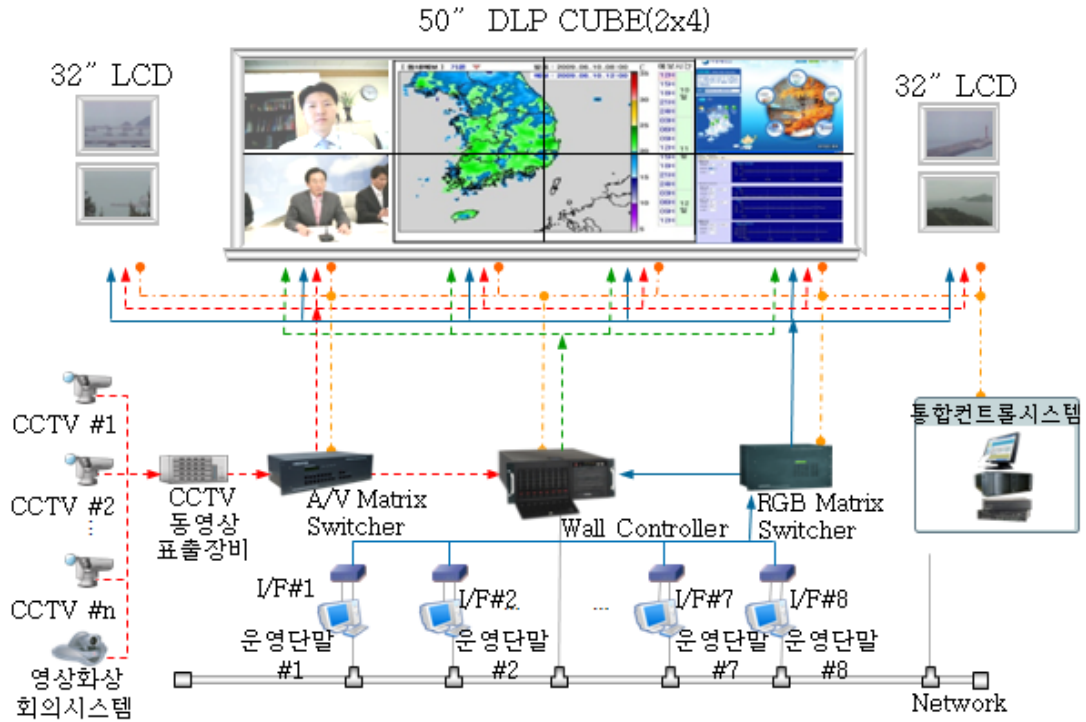 50″ DLP CUBE(2x4)
32″ LCD
32″ LCD
통합컨트롤시스템
CCTV #1
CCTV #2
⋮
CCTV #n
영상화상
회의시스템
CCTV
동영상
표출장비
A/V Matrix
Switcher
Wall Controller
RGB Matrix
Switcher
I/F#1
I/F#2
...
I/F#7
I/F#8
운영단말
#1
운영단말
#2
운영단말
#7
운영단말
#8
Network